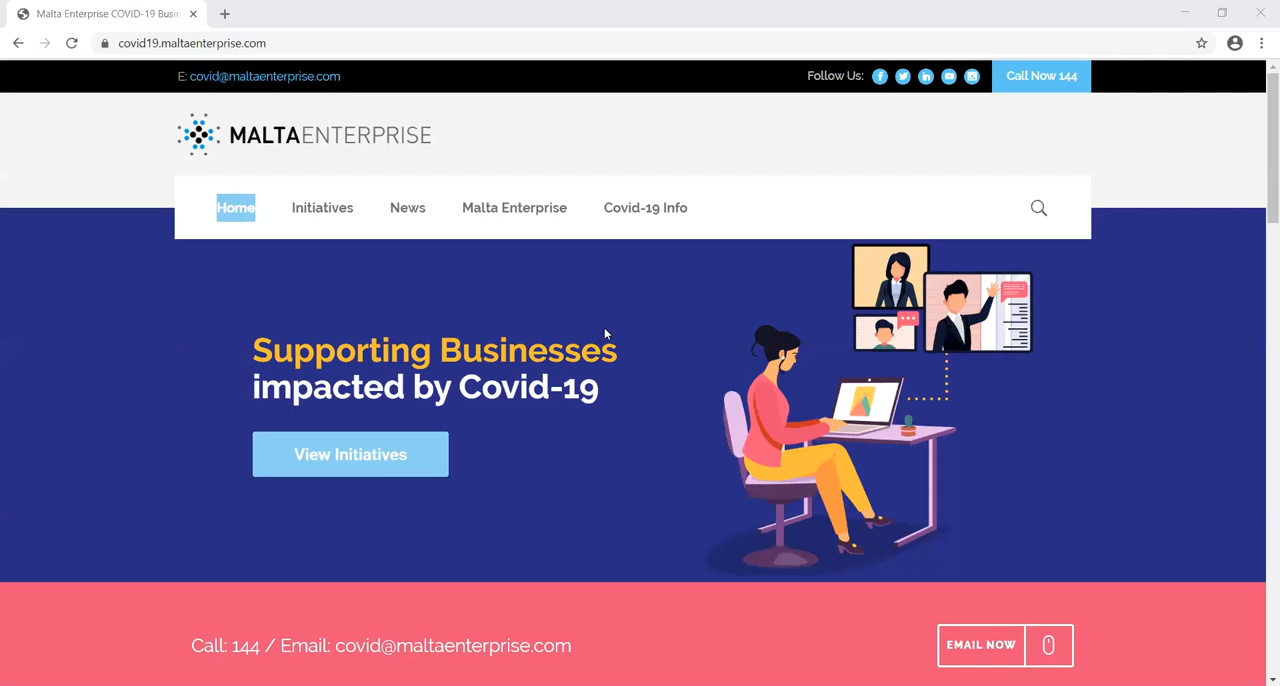 Malta Enterprise COVID-19 Busin
covid19.maltaenterprise.com
E: covid@maltaenterprise.com
Follow Us:
Call Now 144
MALTAENTERPRISE
Home
Initiatives
News
Malta Enterprise
Covid-19 Info
Supporting Businesses
impacted by Covid-19
View Initiatives
Call: 144 / Email: covid@maltaenterprise.com
EMAIL NOW